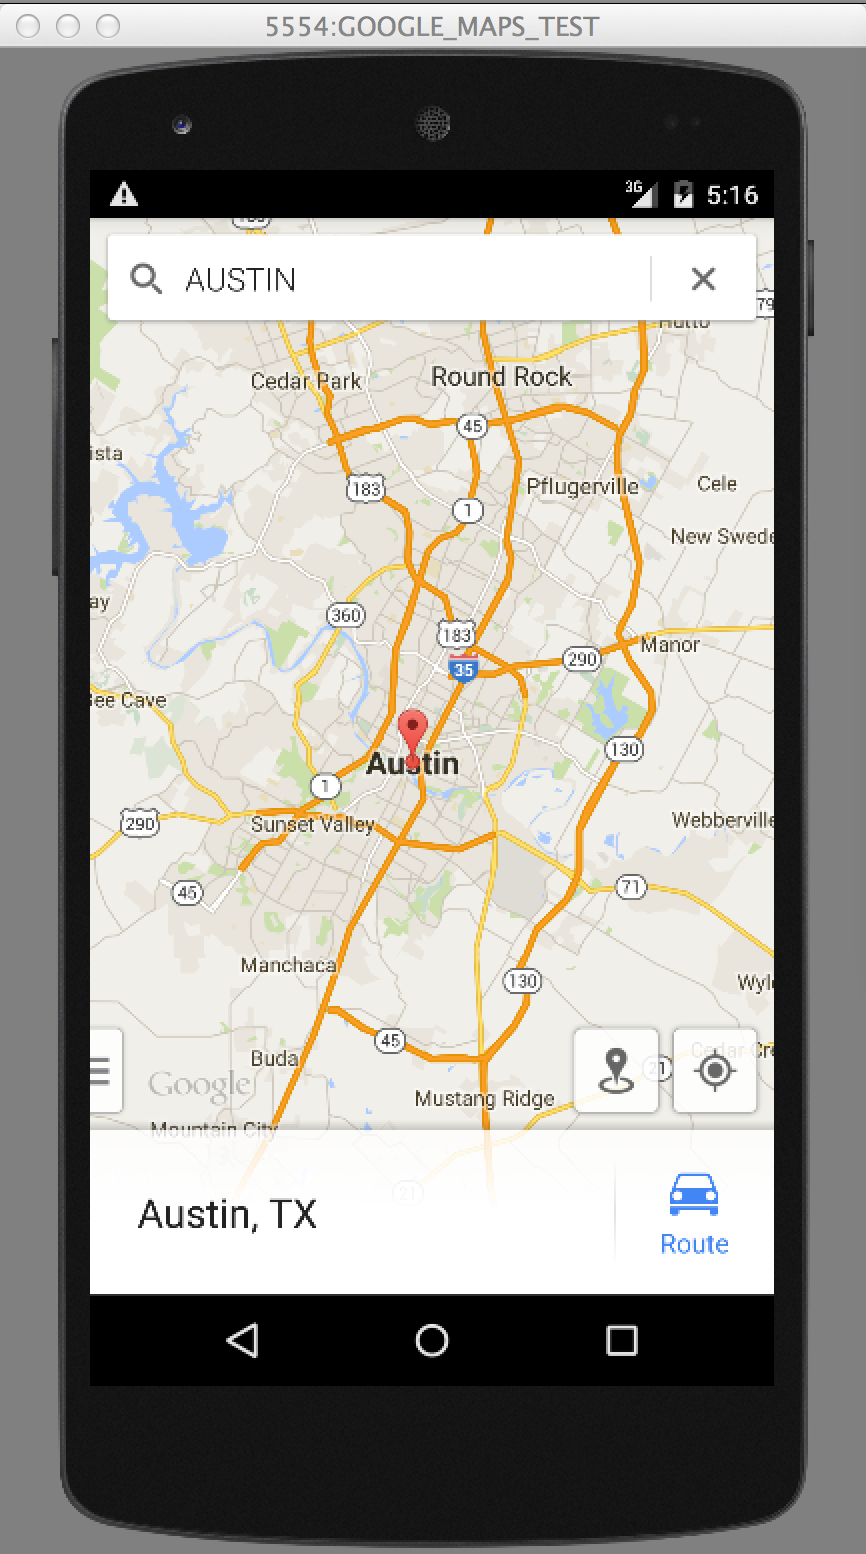 5554:GOOGLE_MAPS_TEST
3G 5:16
AUSTIN
79
Hutto
Cedar Park
Round Rock
45
ista
183
Pflugerville
Cele
1
New Swede
ay
360
183
Manor
290
35
ee Cave
130
Austin
1
290
Sunset Valley
Webberville
45
71
Manchaca
130
Wyl
45
Buda
Google
21
Cedar Cre
Mustang Ridge
Mountain City
21
Austin, TX
Route